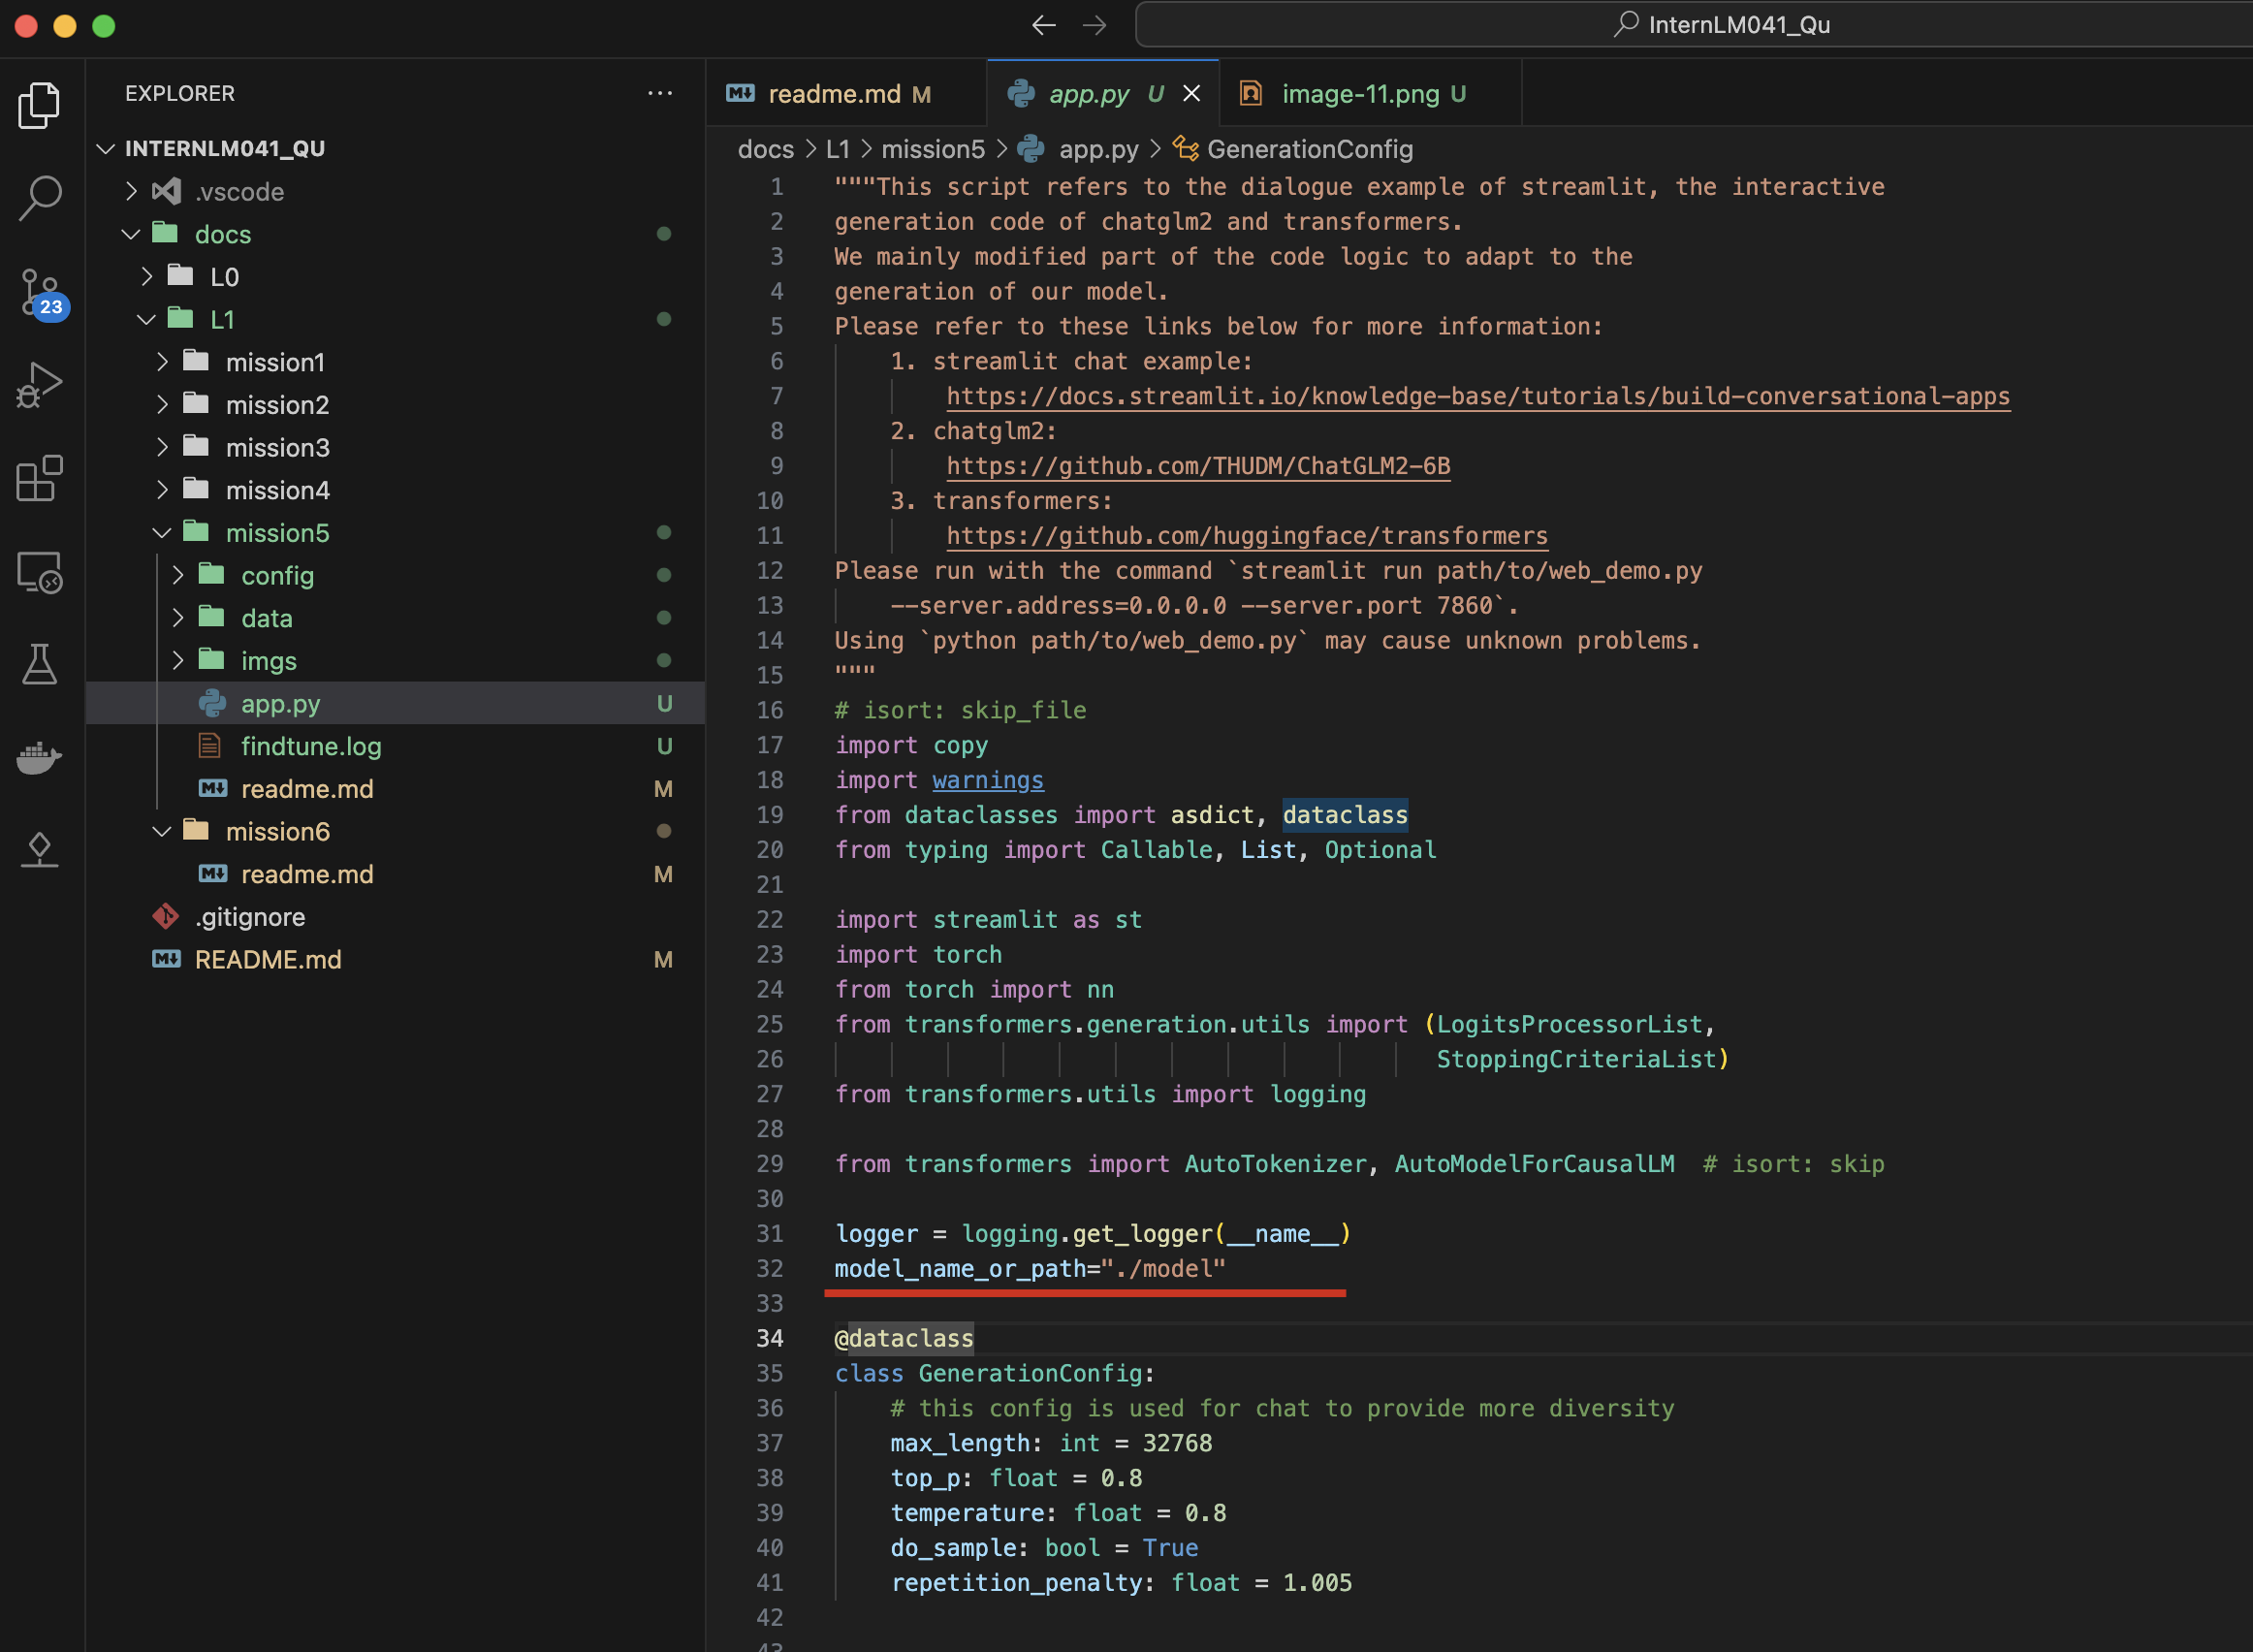 InternLM041_Qu
EXPLORER
INTERNLM041_QU
.vscode
docs
L0
L1
mission1
mission2
mission3
mission4
mission5
config
data
imgs
app.py U
findtune.log U
readme.md M
mission6
readme.md M
.gitignore
README.md M
23
readme.md M
app.py U
image-11.png U
docs > L1 > mission5 > app.py > GenerationConfig
1 """This script refers to the dialogue example of streamlit, the interactive
2 generation code of chatglm2 and transformers.
3 We mainly modified part of the code logic to adapt to the
4 generation of our model.
5 Please refer to these links below for more information:
6     1. streamlit chat example:
7         https://docs.streamlit.io/knowledge-base/tutorials/build-conversational-apps
8     2. chatglm2:
9         https://github.com/THUDM/ChatGLM2-6B
10     3. transformers:
11         https://github.com/huggingface/transformers
12 Please run with the command `streamlit run path/to/web_demo.py
13     --server.address=0.0.0.0 --server.port 7860`.
14 Using `python path/to/web_demo.py` may cause unknown problems.
15 """
16 # isort: skip_file
17 import copy
18 import warnings
19 from dataclasses import asdict, dataclass
20 from typing import Callable, List, Optional
21
22 import streamlit as st
23 import torch
24 from torch import nn
25 from transformers.generation.utils import (LogitsProcessorList,
26                                            StoppingCriteriaList)
27 from transformers.utils import logging
28
29 from transformers import AutoTokenizer, AutoModelForCausalLM  # isort: skip
30
31 logger = logging.get_logger(__name__)
32 model_name_or_path="./model"
33
34 @dataclass
35 class GenerationConfig:
36     # this config is used for chat to provide more diversity
37     max_length: int = 32768
38     top_p: float = 0.8
39     temperature: float = 0.8
40     do_sample: bool = True
41     repetition_penalty: float = 1.005
42
43